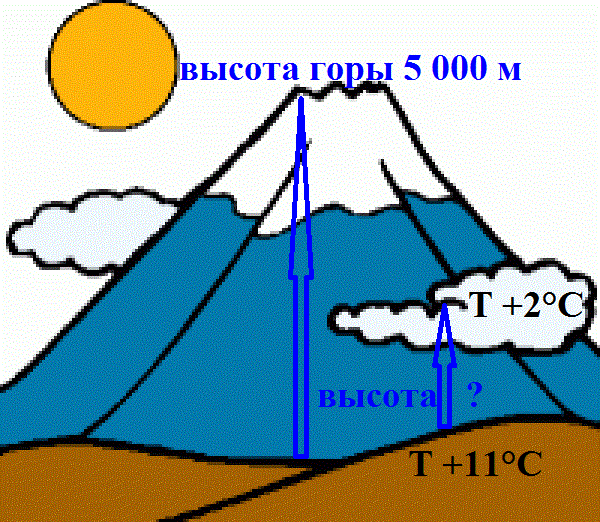 высота горы 5 000 м
T +2°C
высота ?
T +11°C